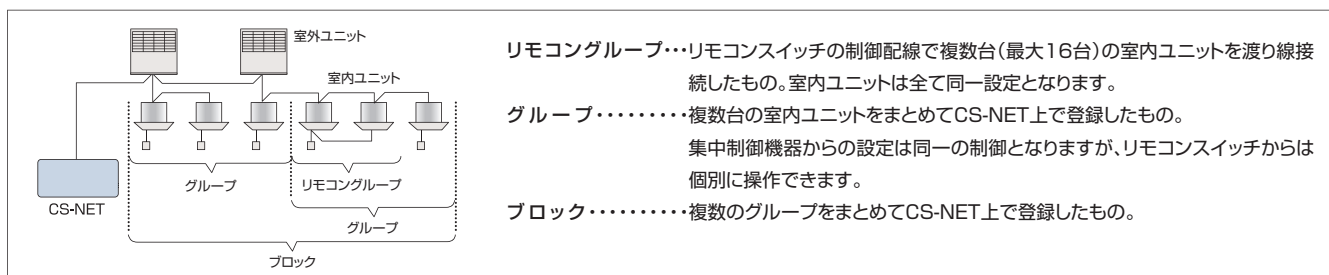 室外ユニット
室内ユニット
グループ
リモコングループ
CS-NET
グループ
ブロック
リモコングループ･･･リモコンスイッチの制御配線で複数台(最大16台)の室内ユニットを渡り線接
続したもの。室内ユニットは全て同一設定となります。
グループ･････････複数台の室内ユニットをまとめてCS-NET上で登録したもの。
集中制御機器からの設定は同一の制御となりますが、リモコンスイッチからは
個別に操作できます。
ブロック･･････････複数のグループをまとめてCS-NET上で登録したもの。